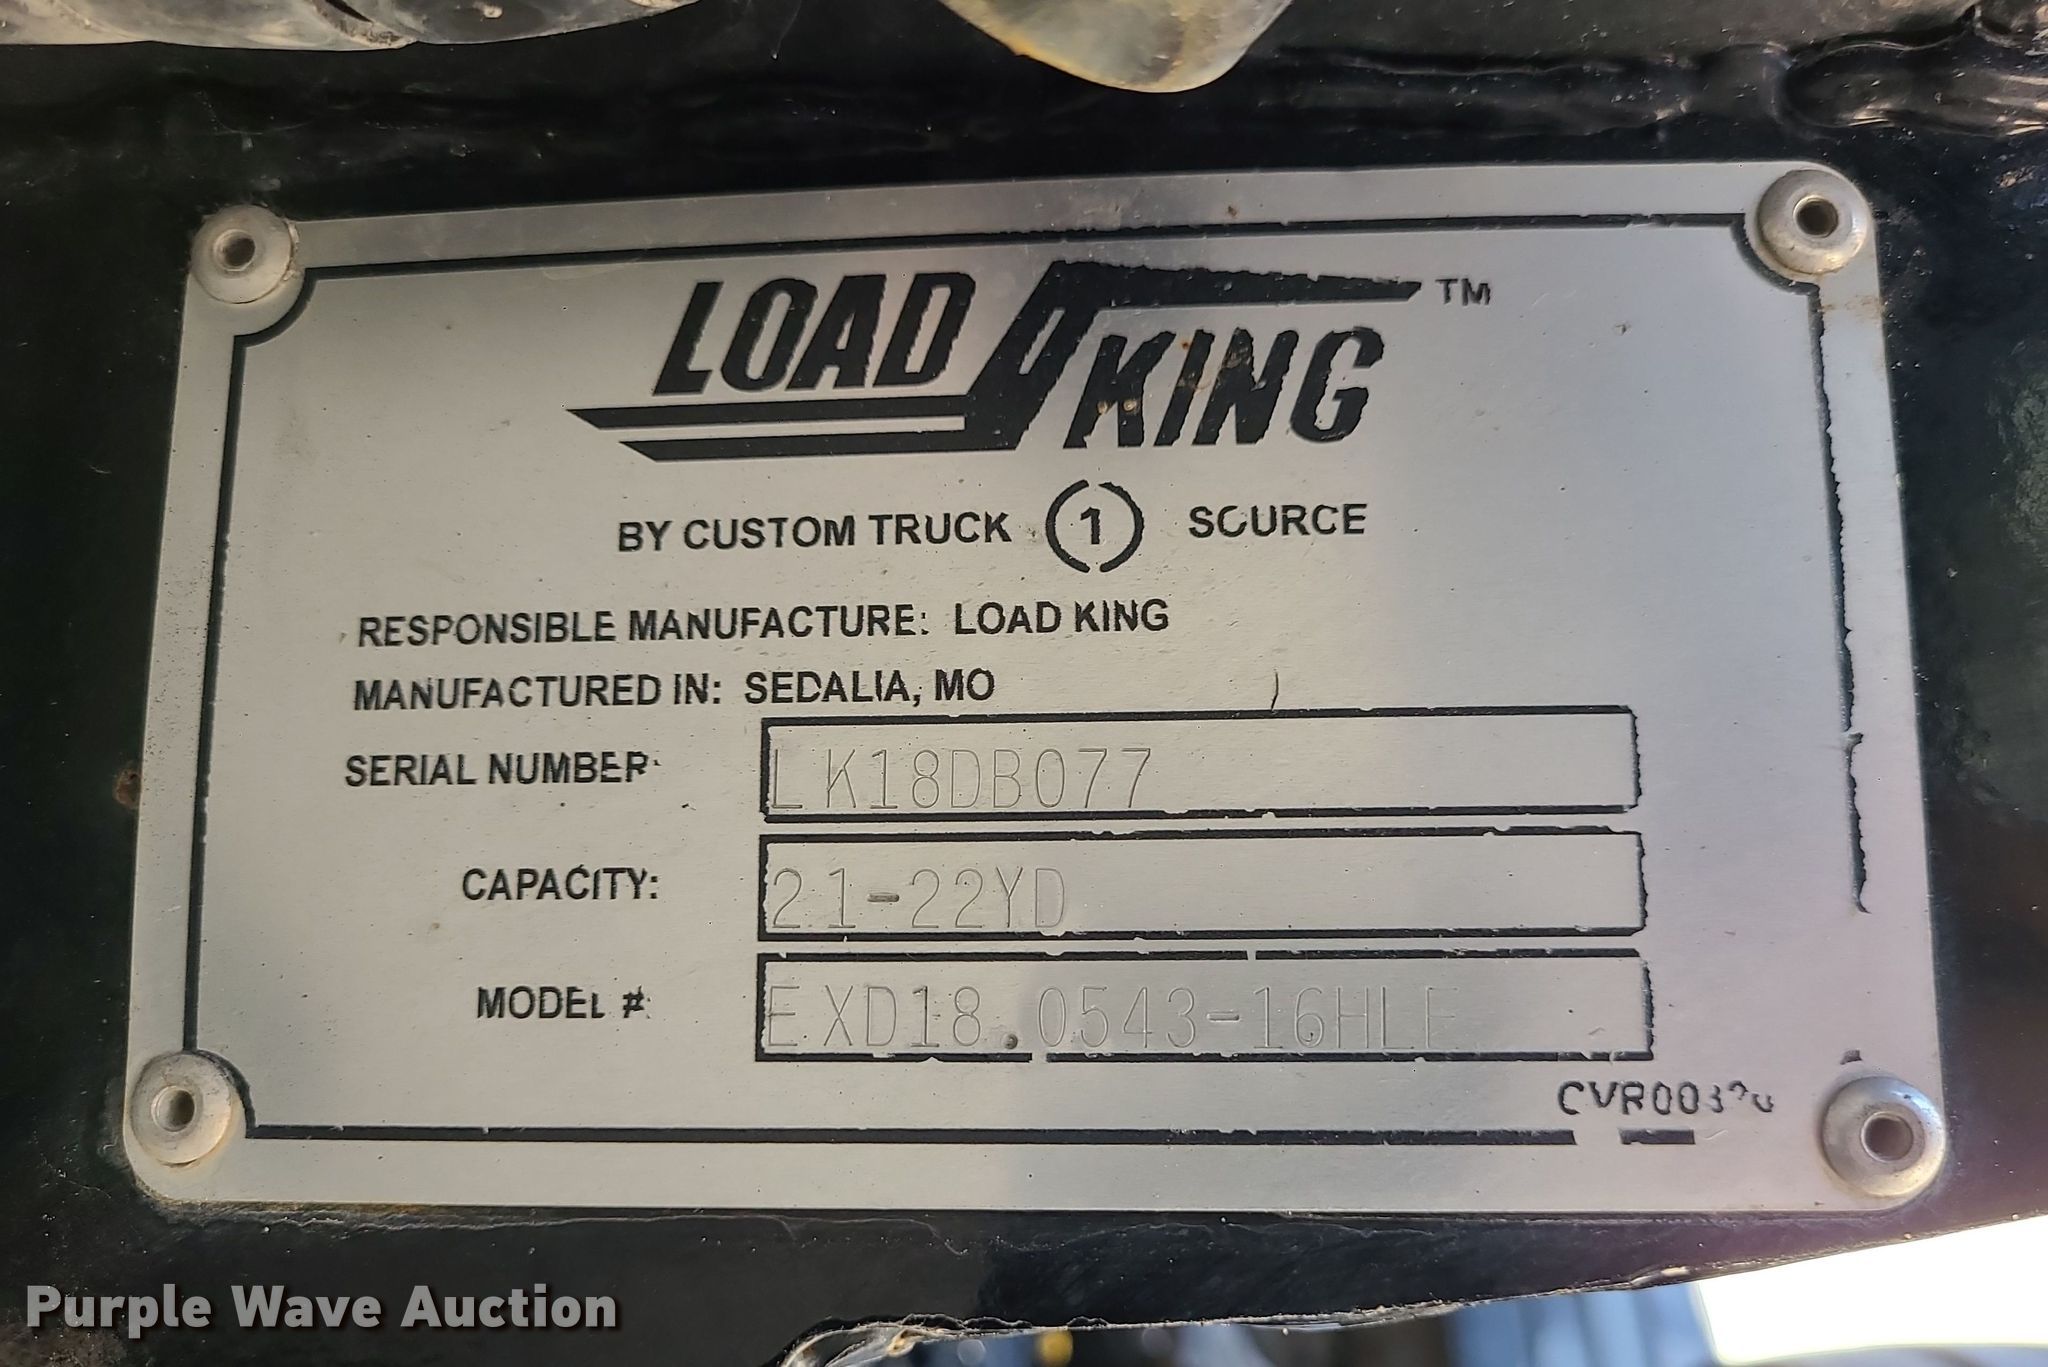 LOAD KING ™
BY CUSTOM TRUCK 1 SOURCE
RESPONSIBLE MANUFACTURE: LOAD KING
MANUFACTURED IN: SEDALIA, MO
SERIAL NUMBER: LK18DB077
CAPACITY: 21-22YD
MODEL #: EXD18.0543-16HLE
Purple Wave Auction